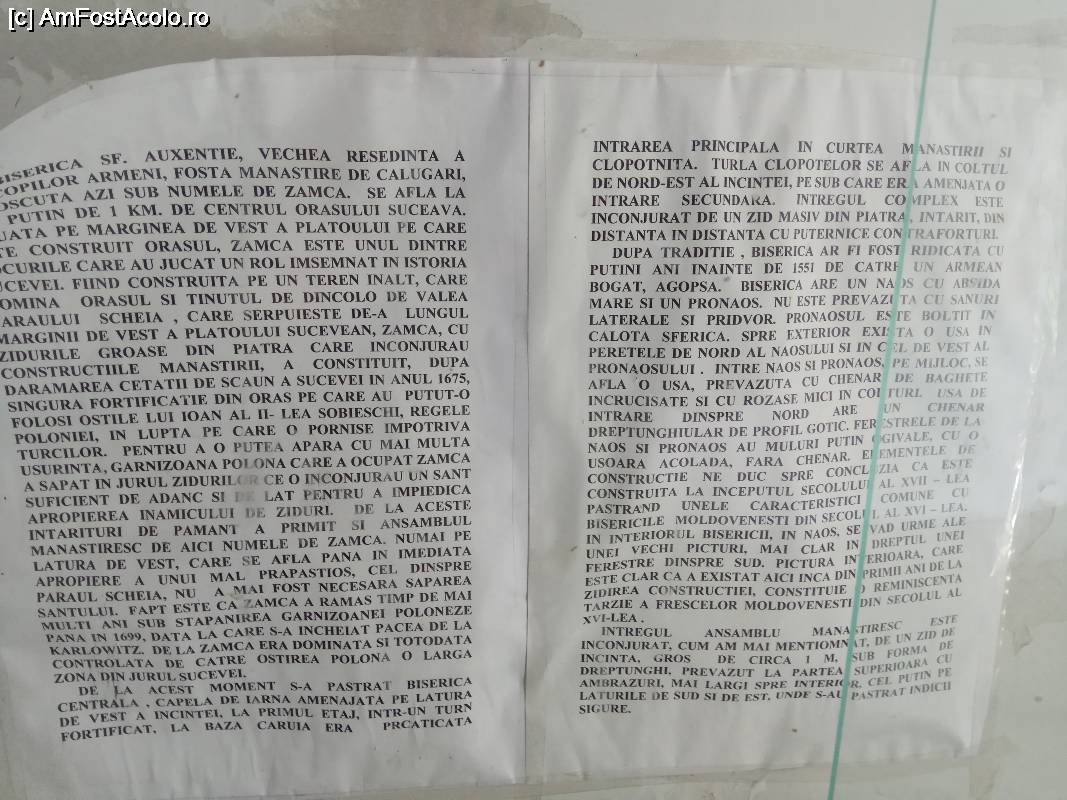 [c] AmFostAcolo.ro
BISERICA SF. AUXENTIE, VECHEA RESEDINTA A
COPILOR ARMENI, FOSTA MANASTIRE DE CALUGARI,
OSCUTA AZI SUB NUMELE DE ZAMCA. SE AFLA LA
PUTIN DE 1 KM. DE CENTRUL ORASULUI SUCEAVA.
UATA PE MARGINEA DE VEST A PLATOULUI PE CARE
TE CONSTRUIT ORASUL, ZAMCA ESTE UNUL DINTRE
OCURILE CARE AU JUCAT UN ROL IMSEMNAT IN ISTORIA
UCEVEI. FIIND CONSTRUITA PE UN TEREN INALT, CARE
OMINA ORASUL SI TINUTUL DE DINCOLO DE VALEA
ARAULUI SCHEIA , CARE SERPUIESTE DE-A LUNGUL
MARGINII DE VEST A PLATOULUI SUCEVEAN, ZAMCA, CU
ZIDURILE GROASE DIN PIATRA CARE INCONJURAU
CONSTRUCTIILE MANASTIRII, A CONSTITUIT, DUPA
DARAMAREA CETATII DE SCAUN A SUCEVEI IN ANUL 1675,
SINGURA FORTIFICATIE DIN ORAS PE CARE AU PUTUT-O
FOLOSI OSTILE LUI IOAN AL II- LEA SOBIESCHI, REGELE
POLONIEI, IN LUPTA PE CARE O PORNISE IMPOTRIVA
TURCILOR. PENTRU A O PUTEA APARA CU MAI MULTA
USURINTA, GARNIZOANA POLONA CARE A OCUPAT ZAMCA
A SAPAT IN JURUL ZIDURILOR CE O INCONJURAU UN SANT
SUFICIENT DE ADANC SI DE LAT PENTRU A IMPIEDICA
APROPIEREA INAMICULUI DE ZIDURI. DE LA ACESTE
INTARITURI DE PAMANT A PRIMIT SI ANSAMBLUL
MANASTIRESC DE AICI NUMELE DE ZAMCA. NUMAI PE
LATURA DE VEST, CARE SE AFLA PANA IN IMEDIATA
APROPIERE A UNUI MAL PRAPASTIOS, CEL DINSPRE
PARAUL SCHEIA, NU A MAI FOST NECESARA SAPAREA
SANTULUI. FAPT ESTE CA ZAMCA A RAMAS TIMP DE MAI
MULTI ANI SUB STAPANIREA GARNIZOANEI POLONEZE
PANA IN 1699, DATA LA CARE S-A INCHEIAT PACEA DE LA
KARLOWITZ. DE LA ZAMCA ERA DOMINATA SI TOTODATA
CONTROLATA DE CATRE OSTIREA POLONA O LARGA
ZONA DIN JURUL SUCEVEI.
DE LA ACEST MOMENT S-A PASTRAT BISERICA
CENTRALA , CAPELA DE IARNA AMENAJATA PE LATURA
DE VEST A INCINTEI, LA PRIMUL ETAJ, INTR-UN TURN
FORTIFICAT, LA BAZA CARUIA ERA PRCATICATA
INTRAREA PRINCIPALA IN CURTEA MANASTIRII SI
CLOPOTNITA. TURLA CLOPOTELOR SE AFLA IN COLTUL
DE NORD-EST AL INCINTEI, PE SUB CARE ERA AMENJATA O
INTRARE SECUNDARA. INTREGUL COMPLEX ESTE
INCONJURAT DE UN ZID MASIV DIN PIATRA, INTARIT, DIN
DISTANTA IN DISTANTA CU PUTERNICE CONTRAFORTURI.
DUPA TRADITIE , BISERICA AR FI FOST RIDICATA CU
PUTINI ANI INAINTE DE 1551 DE CATRE UN ARMEAN
BOGAT, AGOPSA. BISERICA ARE UN NAOS CU ABSIDA
MARE SI UN PRONAOS. NU ESTE PREVAZUTA CU SANURI
LATERALE SI PRIDVOR. PRONAOSUL ESTE BOLTIT IN
CALOTA SFERICA. SPRE EXTERIOR EXISTA O USA IN
PERETELE DE NORD AL NAOSULUI SI IN CEL DE VEST AL
PRONAOSULUI . INTRE NAOS SI PRONAOS, PE MIJLOC, SE
AFLA O USA, PREVAZUTA CU CHENAR DE BAGHETE
INCRUCISATE SI CU ROZASE MICI IN COLTURI. USA DE
INTRARE DINSPRE NORD ARE UN CHENAR
DREPTUNGHIULAR DE PROFIL GOTIC. FERESTRELE DE LA
NAOS SI PRONAOS AU MULURI PUTIN OGIVALE, CU O
USOARA ACOLADA, FARA CHENAR. ELEMENTELE DE
CONSTRUCTIE NE DUC SPRE CONCLUZIA CA ESTE
CONSTRUITA LA INCEPUTUL SECOLULUI AL XVII – LEA
PASTRAND UNELE CARACTERISTICI COMUNE CU
BISERICILE MOLDOVENESTI DIN SECOLUL AL XVI – LEA.
IN INTERIORUL BISERICII, IN NAOS, SE VAD URME ALE
UNEI VECHI PICTURI, MAI CLAR IN DREPTUL UNEI
FERESTRE DINSPRE SUD. PICTURA INTERIOARA, CARE
ESTE CLAR CA A EXISTAT AICI INCA DIN PRIMII ANI DE LA
ZIDIREA CONSTRUCTIEI, CONSTITUIE O REMINISCENTA
TARZIE A FRESCELOR MOLDOVENESTI DIN SECOLUL AL
XVI-LEA .
INTREGUL ANSAMBLU MANASTIRESC ESTE
INCONJURAT, CUM AM MAI MENTIOMNAT, DE UN ZID DE
INCINTA, GROS DE CIRCA 1 M, SUB FORMA DE
DREPTUNGHI, PREVAZUT LA PARTEA SUPERIOARA CU
AMBRAZURI, MAI LARGI SPRE INTERIOR, CEL PUTIN PE
LATURILE DE SUD SI DE EST, UNDE S-AU PASTRAT INDICII
SIGURE.